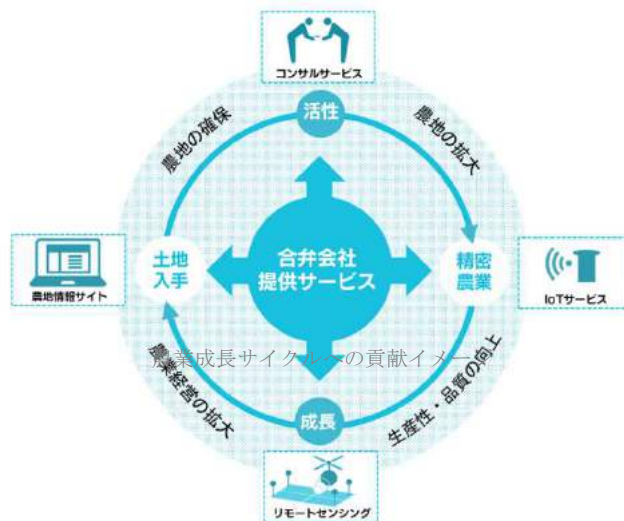 コンサルサービス
活性
農地の確保
農地の拡大
土地
入手
合弁会社
提供サービス
精密
農業
農地情報サイト
IoTサービス
農業成長サイクルへの貢献イメー
農業経営の拡大
生産性・品質の向上
成長
リモートセンシング